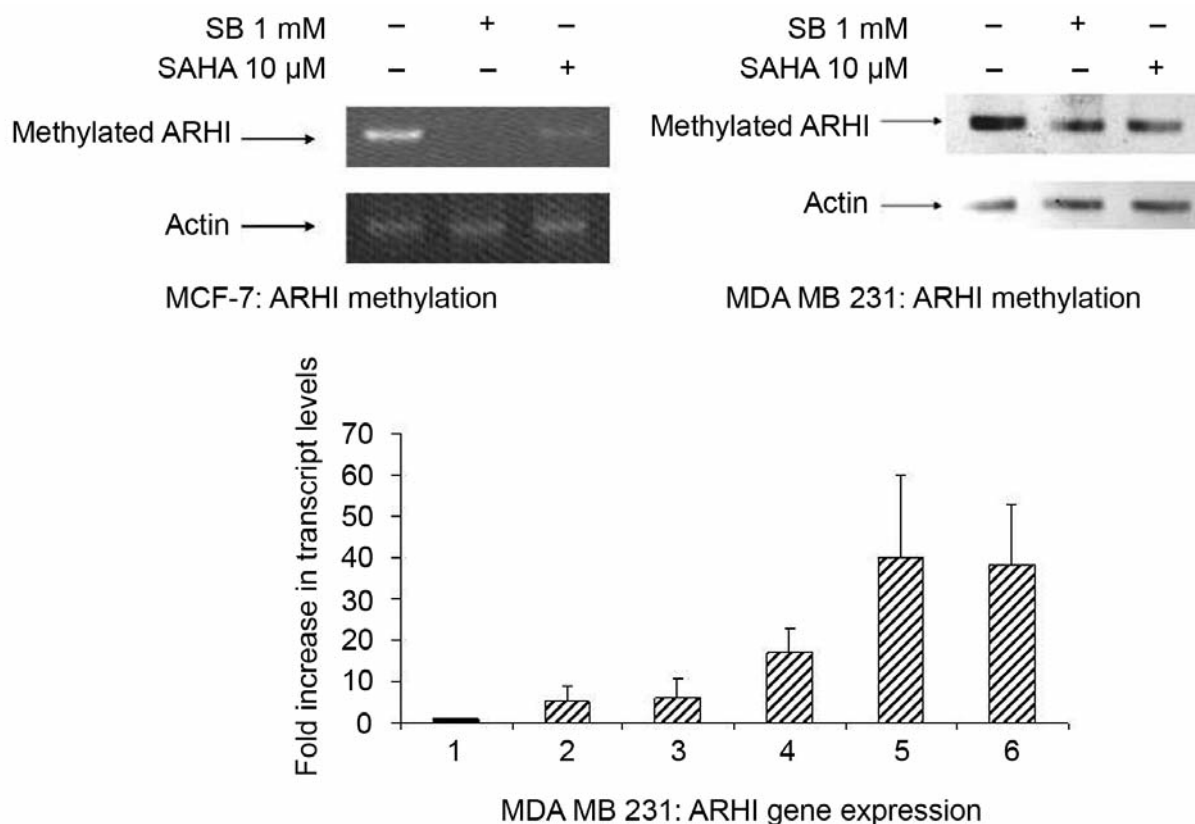 SB 1 mM – + –
SAHA 10 µM – – +
Methylated ARHI
Actin
MCF-7: ARHI methylation
SB 1 mM – + –
SAHA 10 µM – – +
Methylated ARHI
Actin
MDA MB 231: ARHI methylation
Fold increase in transcript levels
70
60
50
40
30
20
10
0
1 2 3 4 5 6
MDA MB 231: ARHI gene expression